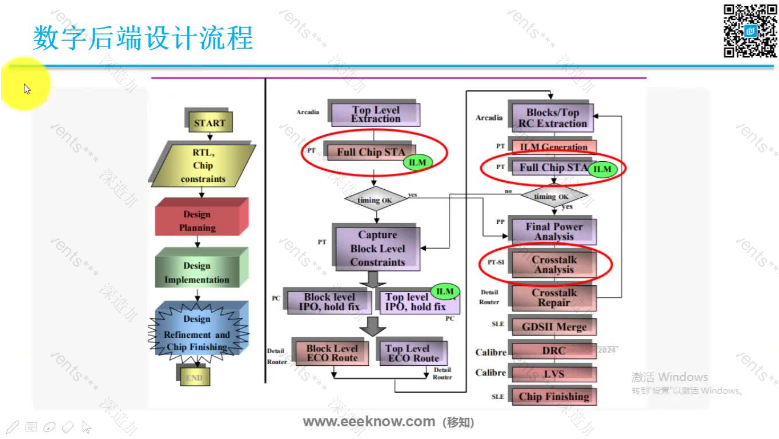 数字后端设计流程
START
RTL,
Chip
constraints
Design
Planning
Design
Implementation
Design
Refinement and
Chip Finishing
END
Arcadia
Top Level
Extraction
PT
Full Chip STA
ILM
timing OK
yes
PT
Capture
Block Level
Constraints
ILM
PC
Block level
IPO, hold fix
Top level
IPO, hold fix
PC
Detail
Router
Block Level
ECO Route
Top Level
ECO Route
Detail
Router
Arcadia
Blocks/Top
RC Extraction
PT
ILM Generation
PT
Full Chip STA
ILM
no
timing OK
yes
PP
Final Power
Analysis
PT-SI
Crosstalk
Analysis
Detail
Router
Crosstalk
Repair
SLE
GDSII Merge
Calibre
DRC
Calibre
LVS
SLE
Chip Finishing
激活 Windows
转到"设置"以激活 Windows。
www.eeeknow.com (移知)